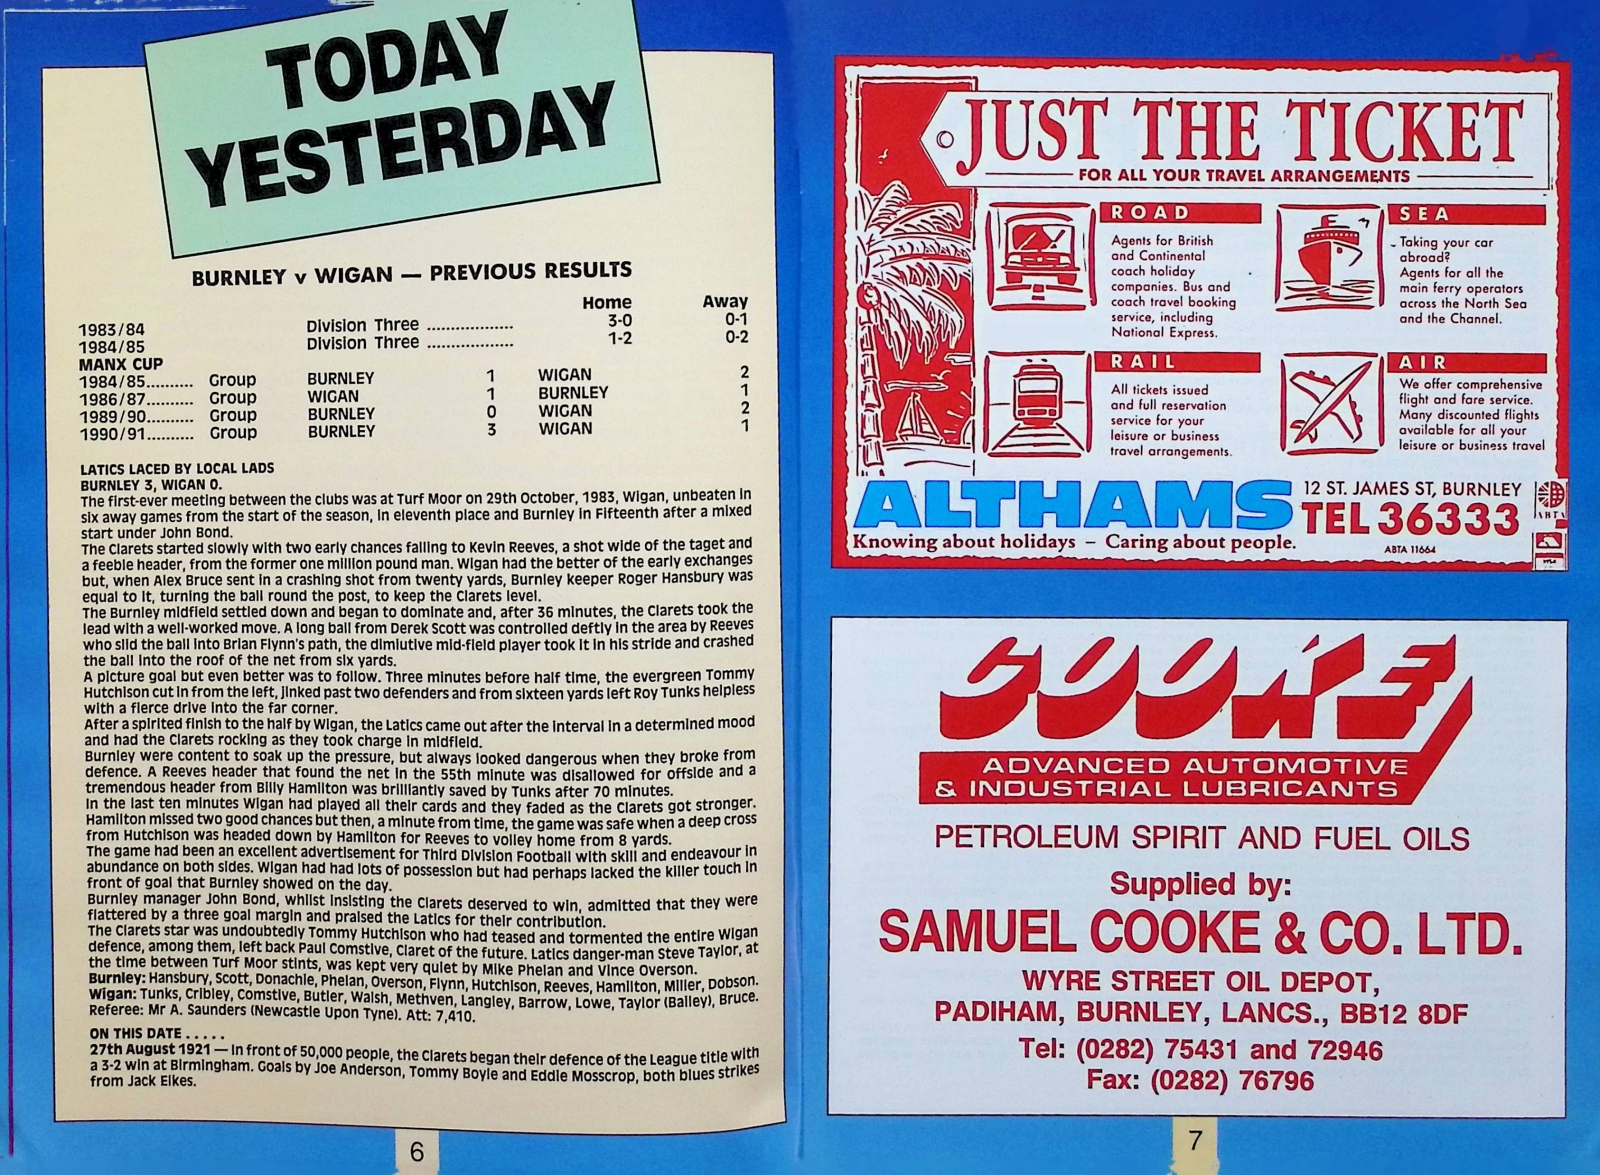 TODAY
YESTERDAY
BURNLEY v WIGAN — PREVIOUS RESULTS
Home Away
1983/84 Division Three .................. 3-0 0-1
1984/85 Division Three .................. 1-2 0-2
MANX CUP
1984/85.......... Group BURNLEY 1 WIGAN 2
1986/87.......... Group WIGAN 1 BURNLEY 1
1989/90.......... Group BURNLEY 0 WIGAN 2
1990/91.......... Group BURNLEY 3 WIGAN 1
LATICS LACED BY LOCAL LADS
BURNLEY 3, WIGAN 0.
The first-ever meeting between the clubs was at Turf Moor on 29th October, 1983, Wigan, unbeaten in
six away games from the start of the season, in eleventh place and Burnley in Fifteenth after a mixed
start under John Bond.
The Clarets started slowly with two early chances falling to Kevin Reeves, a shot wide of the taget and
a feeble header, from the former one million pound man. Wigan had the better of the early exchanges
but, when Alex Bruce sent in a crashing shot from twenty yards, Burnley keeper Roger Hansbury was
equal to it, turning the ball round the post, to keep the Clarets level.
The Burnley midfield settled down and began to dominate and, after 36 minutes, the Clarets took the
lead with a well-worked move. A long ball from Derek Scott was controlled deftly in the area by Reeves
who slid the ball into Brian Flynn's path, the dimiutive mid-field player took it in his stride and crashed
the ball into the roof of the net from six yards.
A picture goal but even better was to follow. Three minutes before half time, the evergreen Tommy
Hutchison cut in from the left, jinked past two defenders and from sixteen yards left Roy Tunks helpless
with a fierce drive into the far corner.
After a spirited finish to the half by Wigan, the Latics came out after the interval in a determined mood
and had the Clarets rocking as they took charge in midfield.
Burnley were content to soak up the pressure, but always looked dangerous when they broke from
defence. A Reeves header that found the net in the 55th minute was disallowed for offside and a
tremendous header from Billy Hamilton was brilliantly saved by Tunks after 70 minutes.
In the last ten minutes Wigan had played all their cards and they faded as the Clarets got stronger.
Hamilton missed two good chances but then, a minute from time, the game was safe when a deep cross
from Hutchison was headed down by Hamilton for Reeves to volley home from 8 yards.
The game had been an excellent advertisement for Third Division Football with skill and endeavour in
abundance on both sides. Wigan had had lots of possession but had perhaps lacked the killer touch in
front of goal that Burnley showed on the day.
Burnley manager John Bond, whilst insisting the Clarets deserved to win, admitted that they were
flattered by a three goal margin and praised the Latics for their contribution.
The Clarets star was undoubtedly Tommy Hutchison who had teased and tormented the entire Wigan
defence, among them, left back Paul Comstive, Claret of the future. Latics danger-man Steve Taylor, at
the time between Turf Moor stints, was kept very quiet by Mike Phelan and Vince Overson.
Burnley: Hansbury, Scott, Donachie, Phelan, Overson, Flynn, Hutchison, Reeves, Hamilton, Miller, Dobson.
Wigan: Tunks, Cribley, Comstive, Butler, Walsh, Methven, Langley, Barrow, Lowe, Taylor (Bailey), Bruce.
Referee: Mr A. Saunders (Newcastle Upon Tyne). Att: 7,410.
ON THIS DATE . . . . .
27th August 1921 — In front of 50,000 people, the Clarets began their defence of the League title with
a 3-2 win at Birmingham. Goals by Joe Anderson, Tommy Boyle and Eddie Mosscrop, both blues strikes
from Jack Elkes.
6
JUST THE TICKET
FOR ALL YOUR TRAVEL ARRANGEMENTS
ROAD
Agents for British
and Continental
coach holiday
companies. Bus and
coach travel booking
service, including
National Express.
SEA
Taking your car
abroad?
Agents for all the
main ferry operators
across the North Sea
and the Channel.
RAIL
All tickets issued
and full reservation
service for your
leisure or business
travel arrangements.
AIR
We offer comprehensive
flight and fare service.
Many discounted flights
available for all your
leisure or business travel
ALTHAMS
12 ST. JAMES ST, BURNLEY
TEL 36333
Knowing about holidays – Caring about people.
ABTA 11664
ABTA
COOKE
ADVANCED AUTOMOTIVE
& INDUSTRIAL LUBRICANTS
PETROLEUM SPIRIT AND FUEL OILS
Supplied by:
SAMUEL COOKE & CO. LTD.
WYRE STREET OIL DEPOT,
PADIHAM, BURNLEY, LANCS., BB12 8DF
Tel: (0282) 75431 and 72946
Fax: (0282) 76796
7